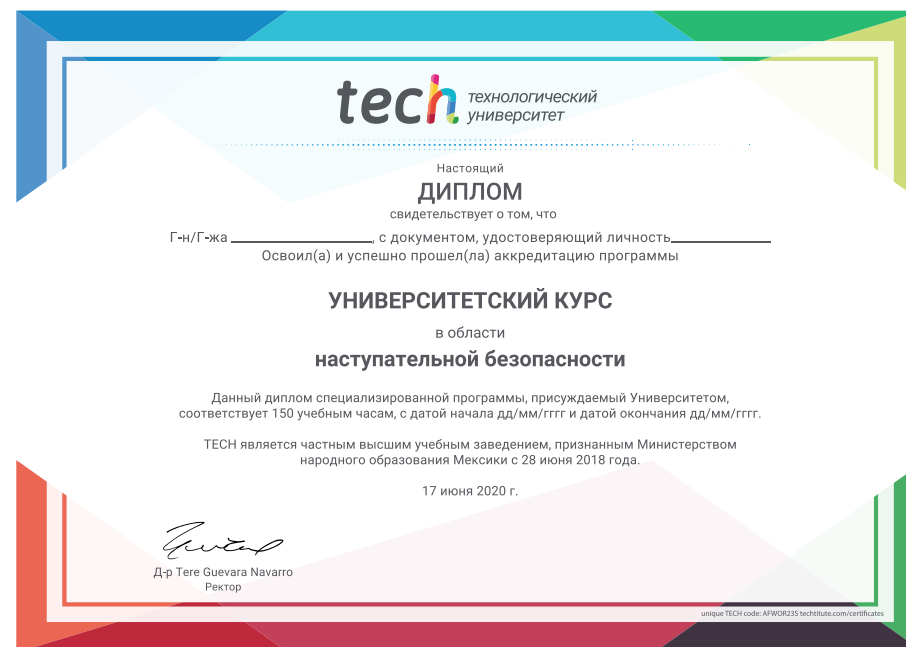 tech технологический
университет
Настоящий
ДИПЛОМ
свидетельствует о том, что
Г-н/Г-жа ____________________, с документом, удостоверяющий личность______________
Освоил(а) и успешно прошел(ла) аккредитацию программы
УНИВЕРСИТЕТСКИЙ КУРС
в области
наступательной безопасности
Данный диплом специализированной программы, присуждаемый Университетом,
соответствует 150 учебным часам, с датой начала дд/мм/гггг и датой окончания дд/мм/гггг.
TECH является частным высшим учебным заведением, признанным Министерством
народного образования Мексики с 28 июня 2018 года.
17 июня 2020 г.
Д-р Tere Guevara Navarro
Ректор
unique TECH code: AFWOR23S techtitute.com/certificates